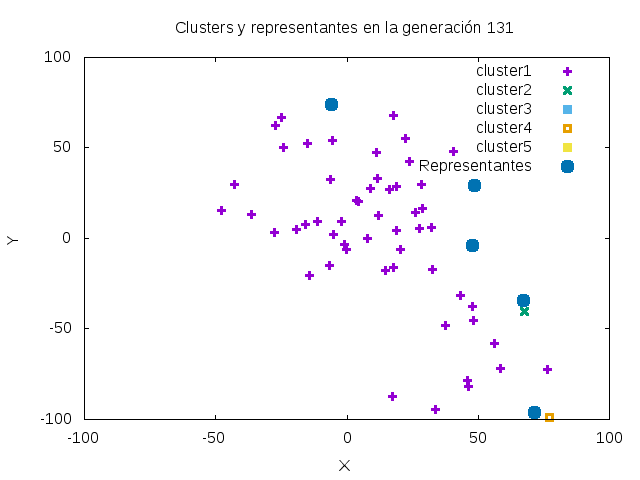 Clusters y representantes en la generación 131
100
50
0
-50
-100
-100
-50
0
50
100
Y
X
cluster1
cluster2
cluster3
cluster4
cluster5
Representantes